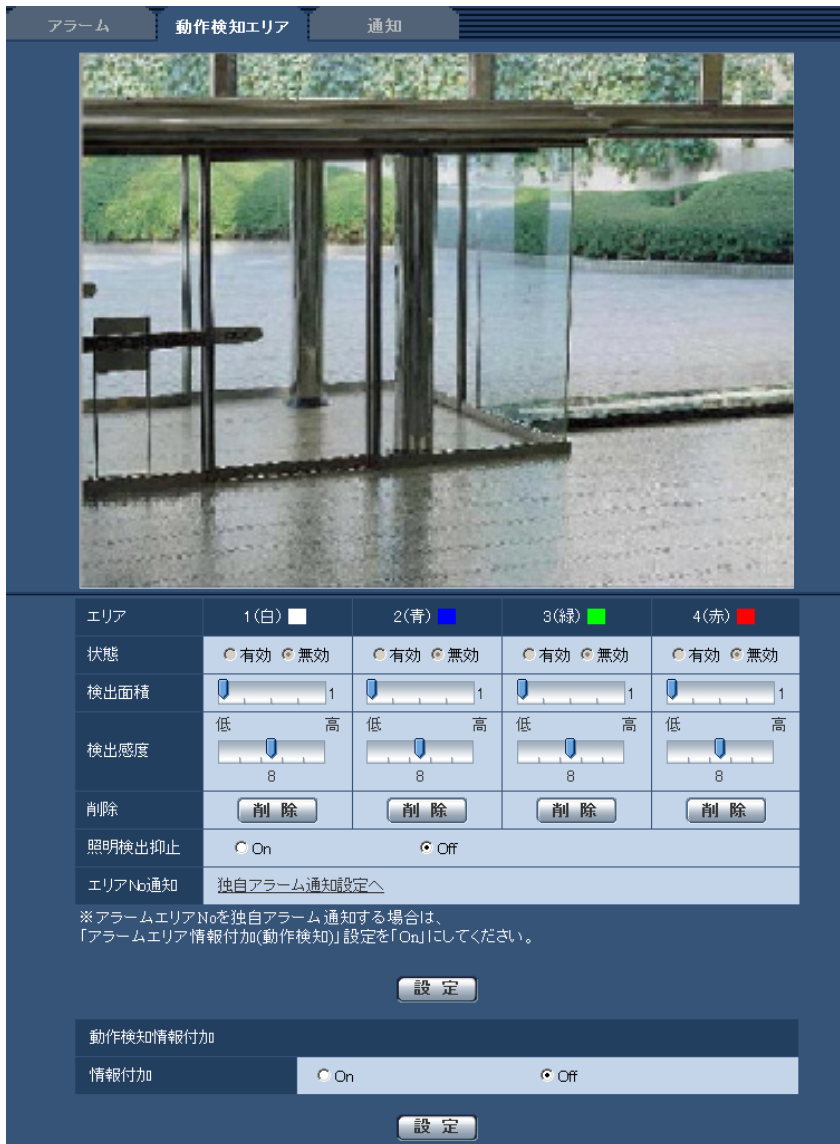 アラーム 動作検知エリア 通知
エリア 1(白) 2(青) 3(緑) 4(赤)
状態 有効 無効 有効 無効 有効 無効 有効 無効
検出面積 1 1 1 1
低 高 低 高 低 高 低 高
検出感度
8 8 8 8
削除 削 除 削 除 削 除 削 除
照明検出抑止 On Off
エリアNo通知 独自アラーム通知設定へ
※アラームエリアNoを独自アラーム通知する場合は、
「アラームエリア情報付加(動作検知)」設定を「On」にしてください。
設 定
動作検知情報付加
情報付加 On Off
設 定